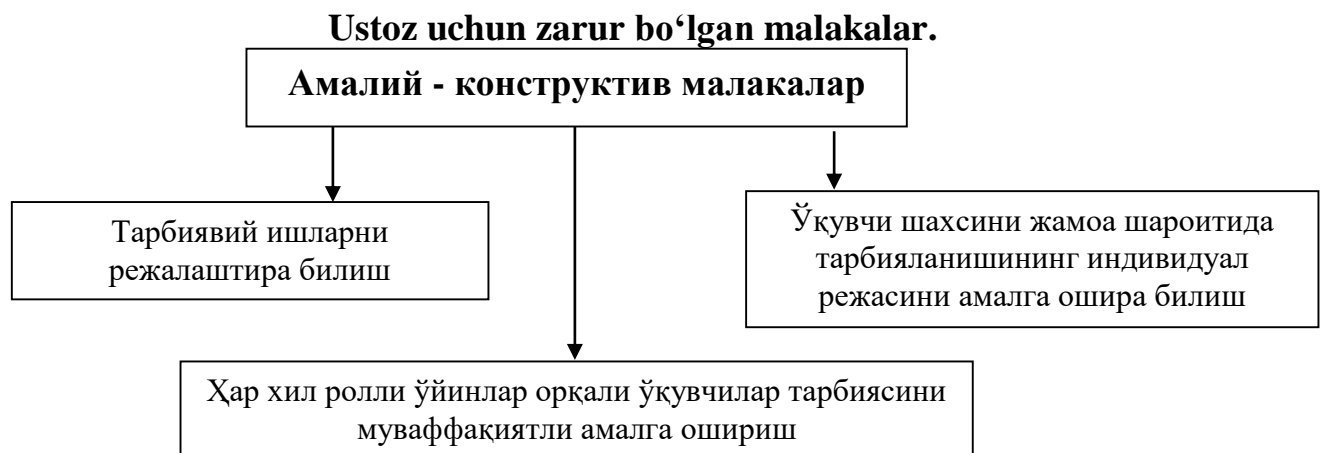 Ustoz uchun zarur bo‘lgan malakalar.
Амалий - конструктив малакалар
Тарбиявий ишларни
режалаштира билиш
Ўқувчи шахсини жамоа шароитида
тарбияланишининг индивидуал
режасини амалга ошира билиш
Ҳар хил ролли ўйинлар орқали ўқувчилар тарбиясини
муваффақиятли амалга ошириш